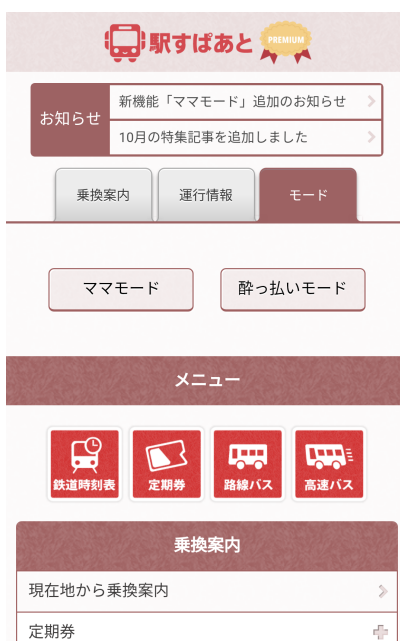 駅すぱあと PREMIUM
お知らせ
新機能「ママモード」追加のお知らせ
10月の特集記事を追加しました
乗換案内 運行情報 モード
ママモード 酔っ払いモード
メニュー
鉄道時刻表 定期券 路線バス 高速バス
乗換案内
現在地から乗換案内
定期券